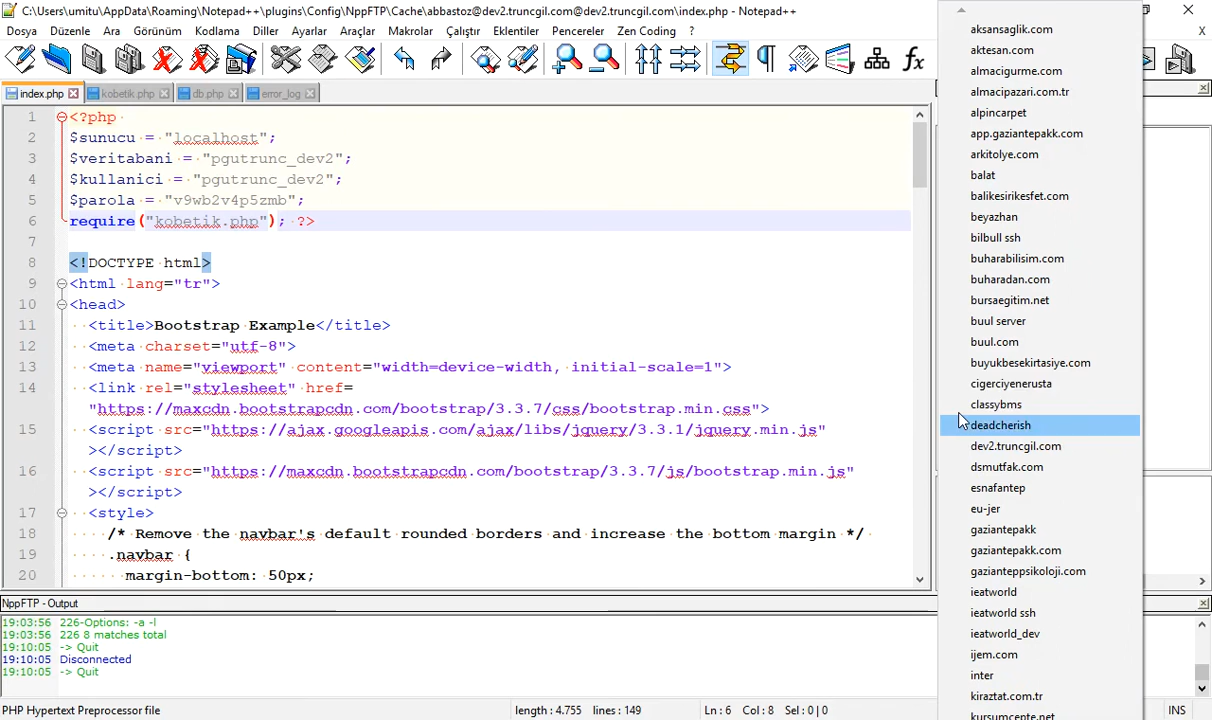 C:\Users\umitu\AppData\Roaming\Notepad++\plugins\Config\NppFTP\Cache\abbastoz@dev2.truncgil.com@dev2.truncgil.com\index.php - Notepad++
Dosya Düzenle Ara Görünüm Kodlama Diller Ayarlar Araçlar Makrolar Çalıştır Eklentiler Pencereler Zen Coding ?
index.php kobetik.php db.php error_log
1 <?php
2 $sunucu = "localhost";
3 $veritabani = "pgutrunc_dev2";
4 $kullanici = "pgutrunc_dev2";
5 $parola = "v9wb2v4p5zmb";
6 require("kobetik.php"); ?>
7
8 <!DOCTYPE html>
9 <html lang="tr">
10 <head>
11 <title>Bootstrap Example</title>
12 <meta charset="utf-8">
13 <meta name="viewport" content="width=device-width, initial-scale=1">
14 <link rel="stylesheet" href=
"https://maxcdn.bootstrapcdn.com/bootstrap/3.3.7/css/bootstrap.min.css">
15 <script src="https://ajax.googleapis.com/ajax/libs/jquery/3.3.1/jquery.min.js"
></script>
16 <script src="https://maxcdn.bootstrapcdn.com/bootstrap/3.3.7/js/bootstrap.min.js"
></script>
17 <style>
18 /* Remove the navbar's default rounded borders and increase the bottom margin */
19 .navbar {
20 margin-bottom: 50px;
NppFTP - Output
19:03:56 226-Options: -a -l
19:03:56 226 8 matches total
19:10:05 -> Quit
19:10:05 Disconnected
19:10:05 -> Quit
PHP Hypertext Preprocessor file length : 4.755 lines : 149 Ln : 6 Col : 8 Sel : 0 | 0 INS
aksansaglik.com
aktesan.com
almacigurme.com
almacipazari.com.tr
alpincarpet
app.gaziantepakk.com
arkitolye.com
balat
balikesirikesfet.com
beyazhan
bilbull ssh
buharabilisim.com
buharadan.com
bursaegitim.net
buul server
buul.com
buyukbesekirtasiye.com
cigerciyenerusta
classybms
deadcherish
dev2.truncgil.com
dsmutfak.com
esnafantep
eu-jer
gaziantepakk
gaziantepakk.com
gazianteppsikoloji.com
ieatworld
ieatworld ssh
ieatworld_dev
ijem.com
inter
kiraztat.com.tr
kursumcepte.net